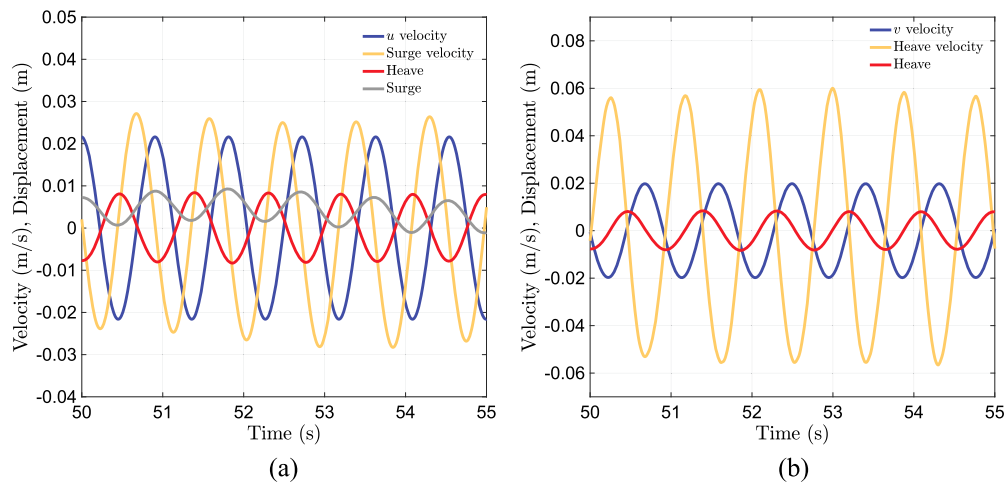 0.05
0.04
0.03
0.02
0.01
0
-0.01
-0.02
-0.03
-0.04
Velocity (m/s), Displacement (m)
u velocity
Surge velocity
Heave
Surge
50 51 52 53 54 55
Time (s)
(a)
0.08
0.06
0.04
0.02
0
-0.02
-0.04
-0.06
Velocity (m/s), Displacement (m)
v velocity
Heave velocity
Heave
50 51 52 53 54 55
Time (s)
(b)